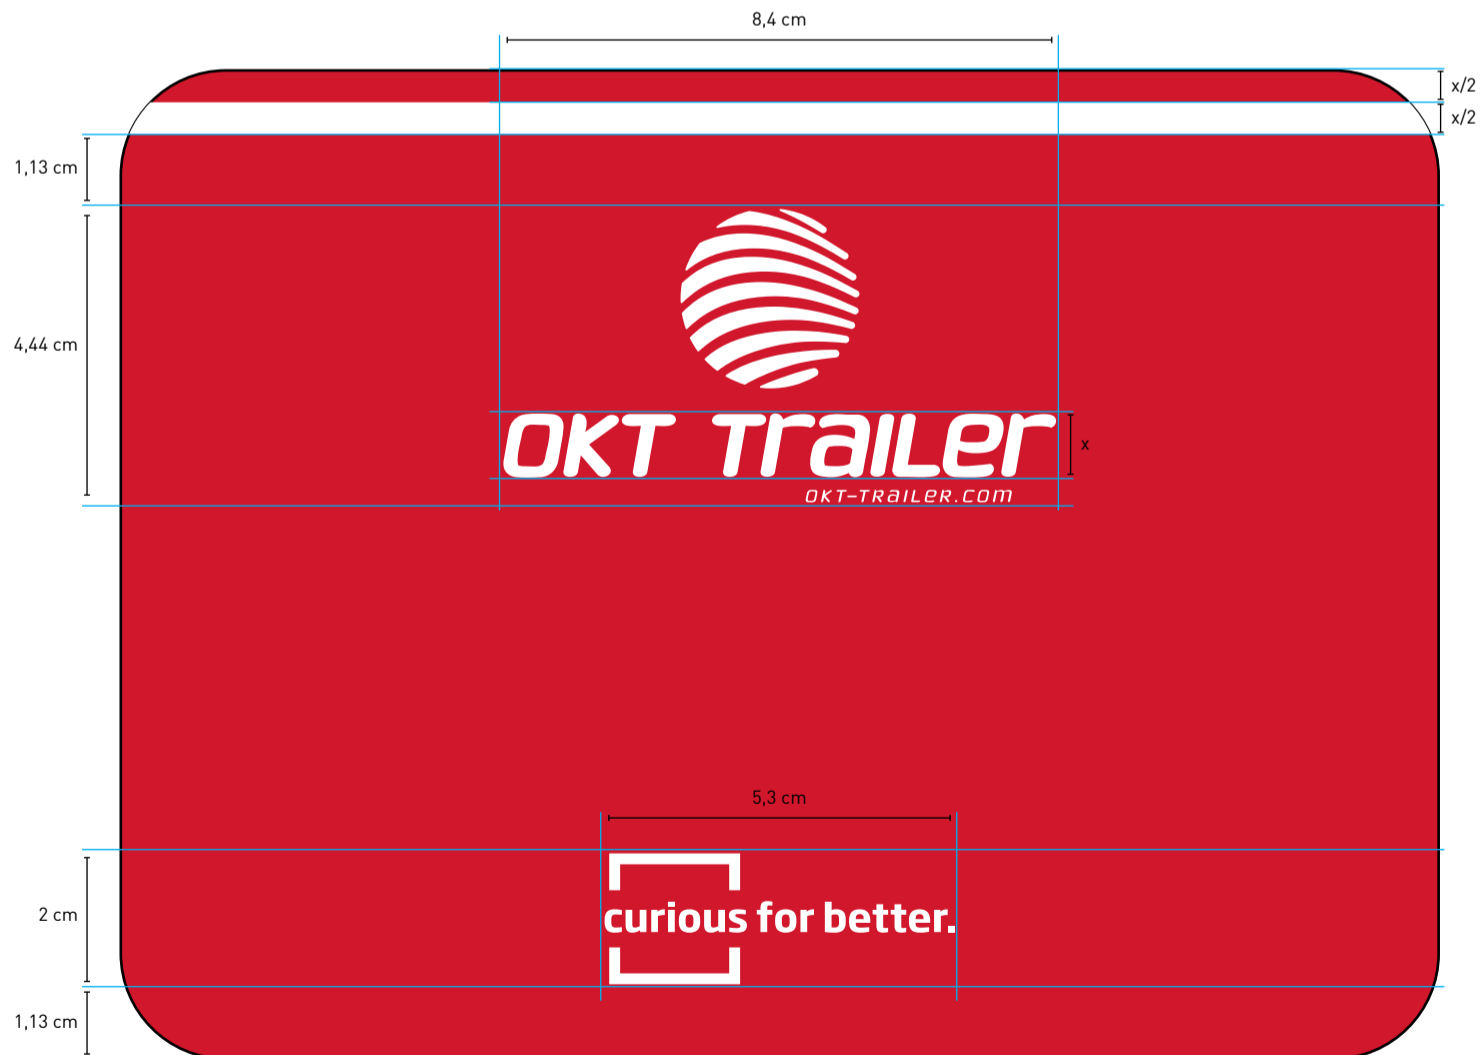 8,4 cm
x/2
x/2
1,13 cm
4,44 cm
OKT Trailer
x
OKT-TRAILER.COM
5,3 cm
2 cm
curious for better.
1,13 cm